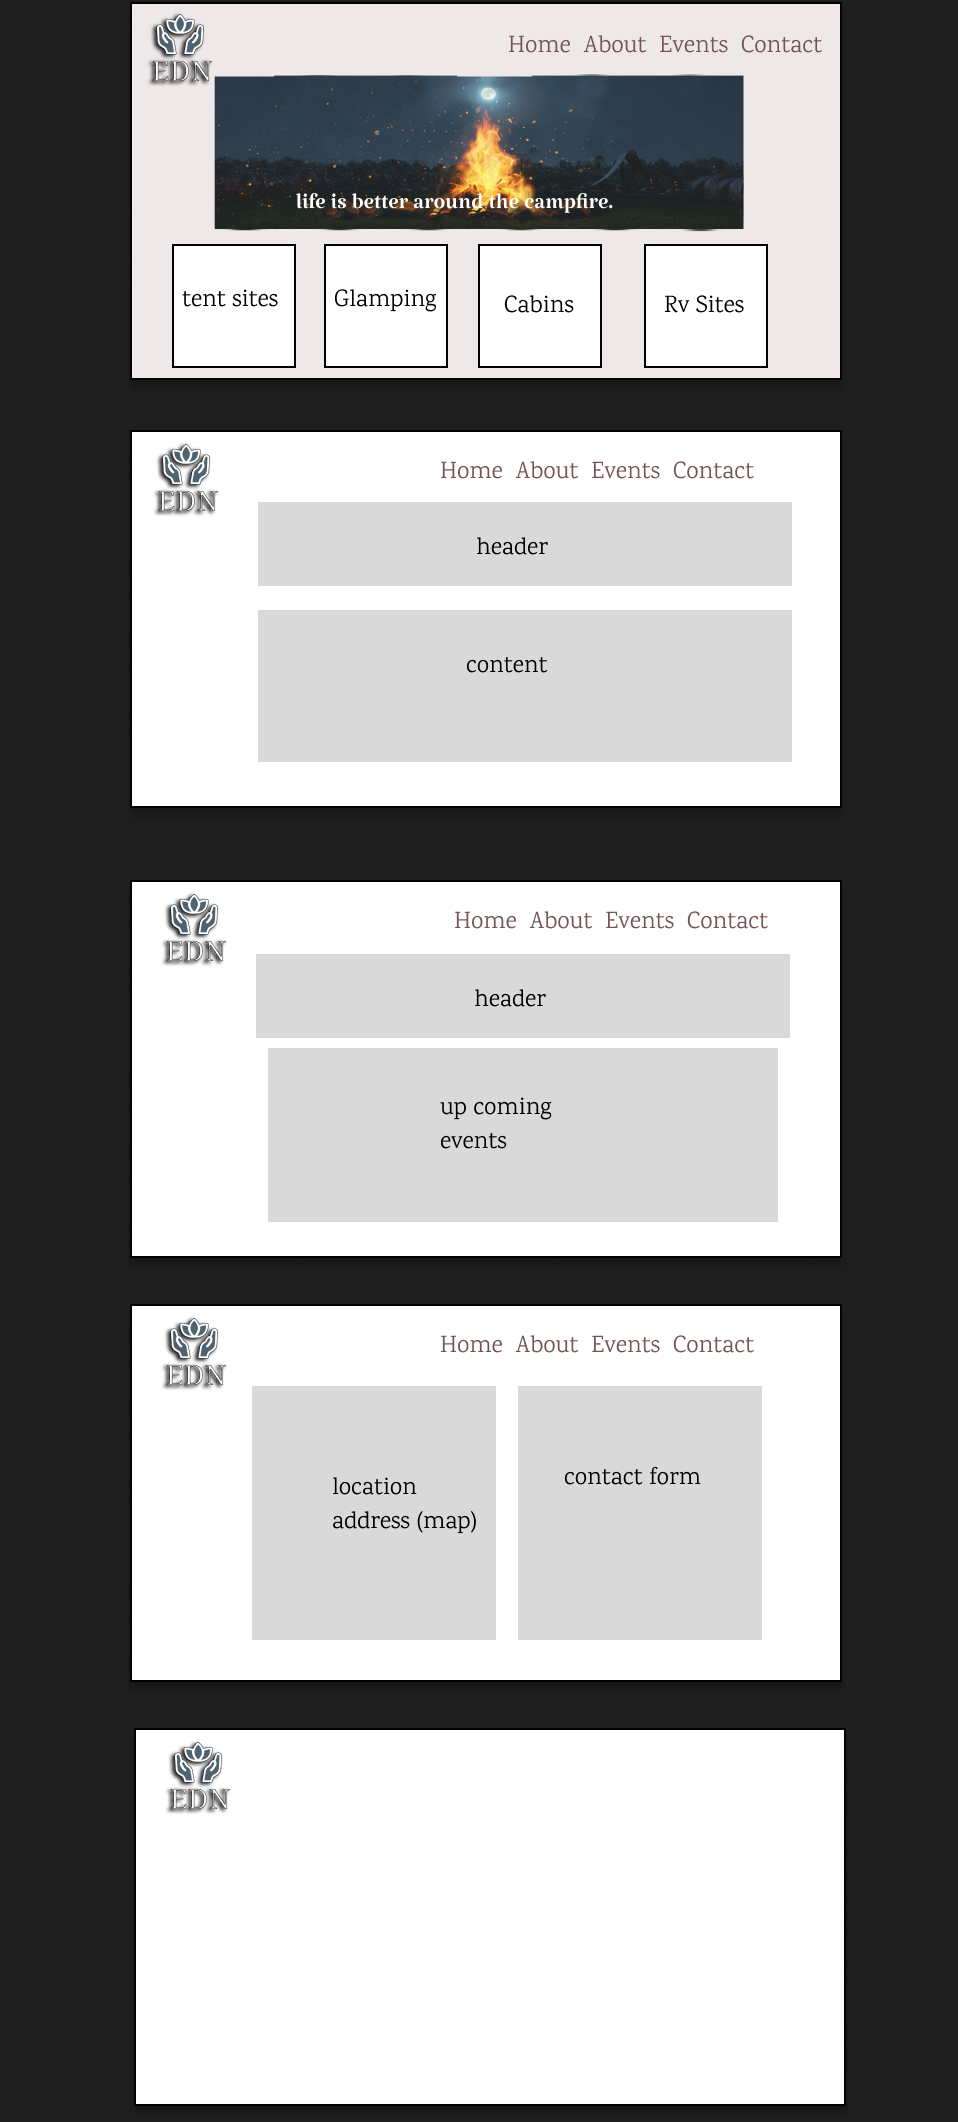 EDN
Home About Events Contact
life is better around the campfire.
tent sites
Glamping
Cabins
Rv Sites
EDN
Home About Events Contact
header
content
EDN
Home About Events Contact
header
up coming
events
EDN
Home About Events Contact
location
address (map)
contact form
EDN